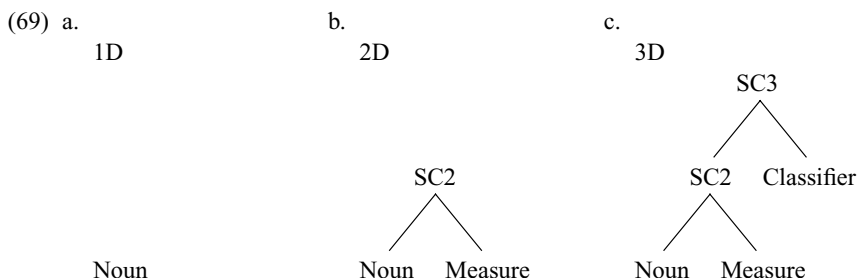 (69) a. b. c.
1D 2D 3D
SC3
SC2 SC2 Classifier
Noun Noun Measure Noun Measure